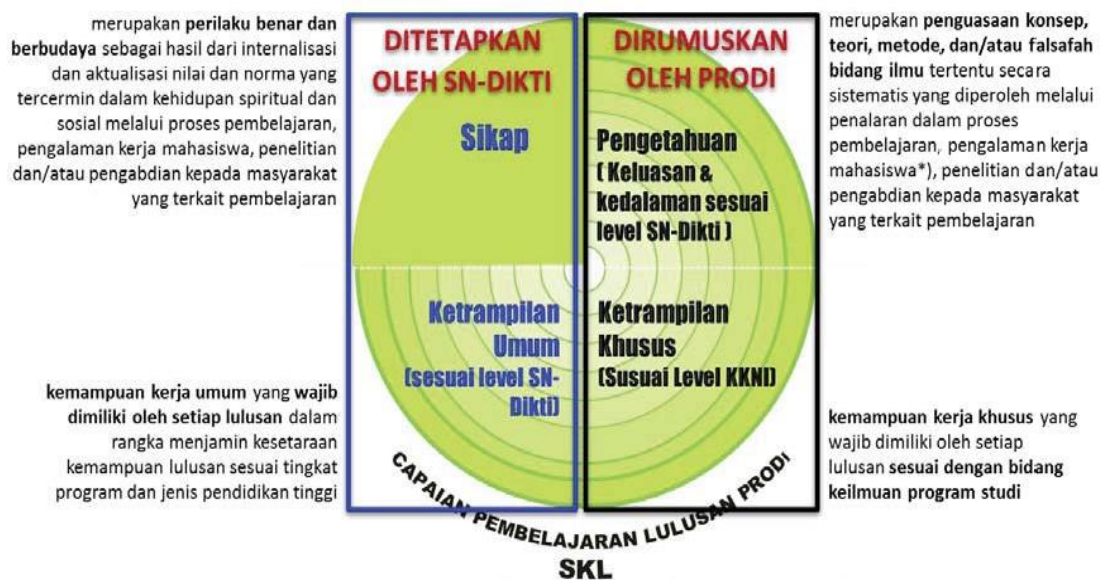 merupakan perilaku benar dan
berbudaya sebagai hasil dari internalisasi
dan aktualisasi nilai dan norma yang
tercermin dalam kehidupan spiritual dan
sosial melalui proses pembelajaran,
pengalaman kerja mahasiswa, penelitian
dan/atau pengabdian kepada masyarakat
yang terkait pembelajaran
DITETAPKAN
OLEH SN-DIKTI
Sikap
DIRUMUSKAN
OLEH PRODI
Pengetahuan
( Keluasan &
kedalaman sesuai
level SN-Dikti )
merupakan penguasaan konsep,
teori, metode, dan/atau falsafah
bidang ilmu tertentu secara
sistematis yang diperoleh melalui
penalaran dalam proses
pembelajaran, pengalaman kerja
mahasiswa*), penelitian dan/atau
pengabdian kepada masyarakat
yang terkait pembelajaran
kemampuan kerja umum yang wajib
dimiliki oleh setiap lulusan dalam
rangka menjamin kesetaraan
kemampuan lulusan sesuai tingkat
program dan jenis pendidikan tinggi
Ketrampilan
Umum
(sesuai level SN-
Dikti)
Ketrampilan
Khusus
(Susuai Level KKNI)
kemampuan kerja khusus yang
wajib dimiliki oleh setiap
lulusan sesuai dengan bidang
keilmuan program studi
CAPAIAN PEMBELAJARAN LULUSAN PRODI
SKL